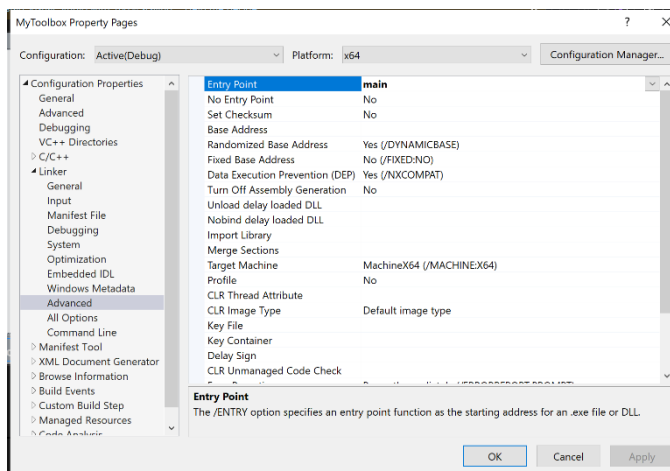 MyToolbox Property Pages
? X
Configuration: Active(Debug) Platform: x64 Configuration Manager...
Configuration Properties
General
Advanced
Debugging
VC++ Directories
C/C++
Linker
General
Input
Manifest File
Debugging
System
Optimization
Embedded IDL
Windows Metadata
Advanced
All Options
Command Line
Manifest Tool
XML Document Generator
Browse Information
Build Events
Custom Build Step
Managed Resources
Code Analysis
Entry Point main
No Entry Point No
Set Checksum No
Base Address
Randomized Base Address Yes (/DYNAMICBASE)
Fixed Base Address No (/FIXED:NO)
Data Execution Prevention (DEP) Yes (/NXCOMPAT)
Turn Off Assembly Generation No
Unload delay loaded DLL
Nobind delay loaded DLL
Import Library
Merge Sections
Target Machine MachineX64 (/MACHINE:X64)
Profile No
CLR Thread Attribute
CLR Image Type Default image type
Key File
Key Container
Delay Sign
CLR Unmanaged Code Check
Entry Point
The /ENTRY option specifies an entry point function as the starting address for an .exe file or DLL.
OK Cancel Apply